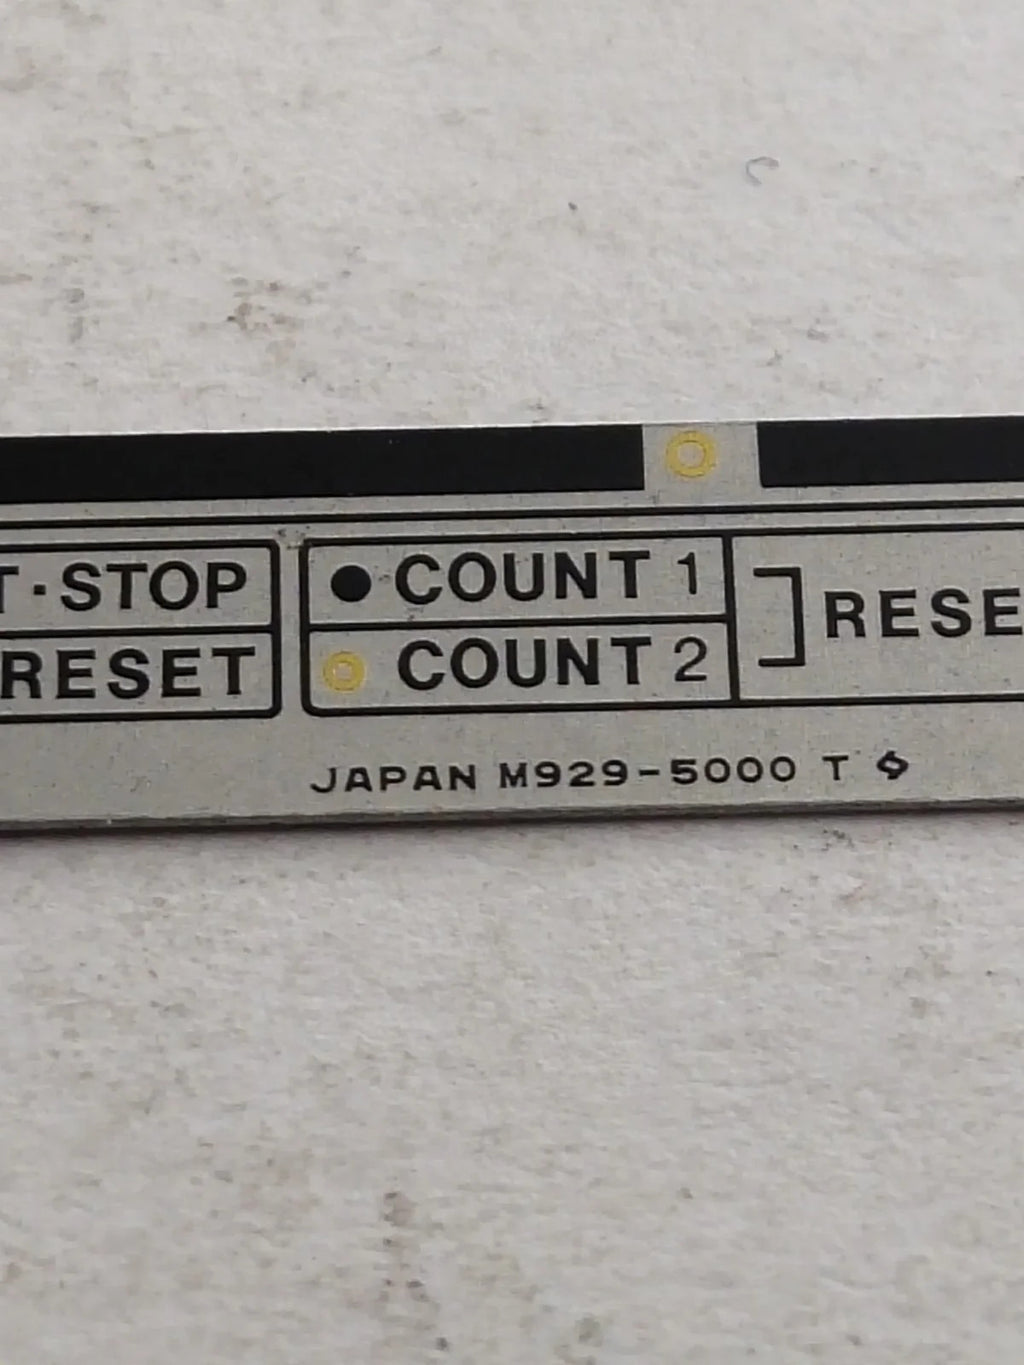 T·STOP ● COUNT 1
RESET COUNT 2
RESE
JAPAN M929-5000 T